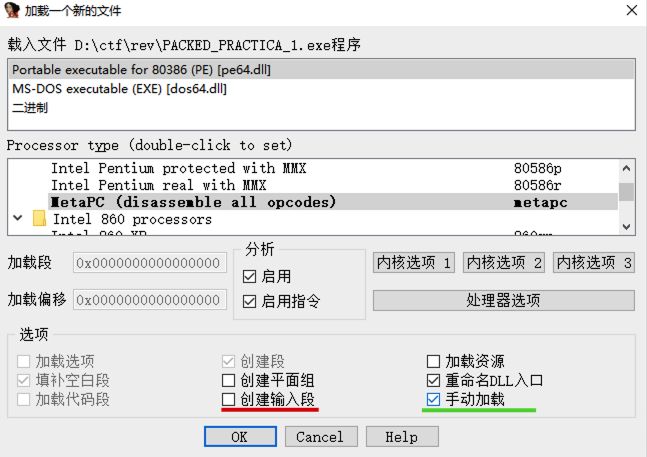 加载一个新的文件
载入文件 D:\ctf\rev\PACKED_PRACTICA_1.exe程序
Portable executable for 80386 (PE) [pe64.dll]
MS-DOS executable (EXE) [dos64.dll]
二进制
Processor type (double-click to set)
Intel Pentium protected with MMX 80586p
Intel Pentium real with MMX 80586r
MetaPC (disassemble all opcodes) metapc
Intel 860 processors
加载段 0x0000000000000000
加载偏移 0x0000000000000000
分析
启用
启用指令
内核选项 1 内核选项 2 内核选项 3
处理器选项
选项
加载选项 创建段 加载资源
填补空白段 创建平面组 重命名DLL入口
加载代码段 创建输入段 手动加载
OK Cancel Help